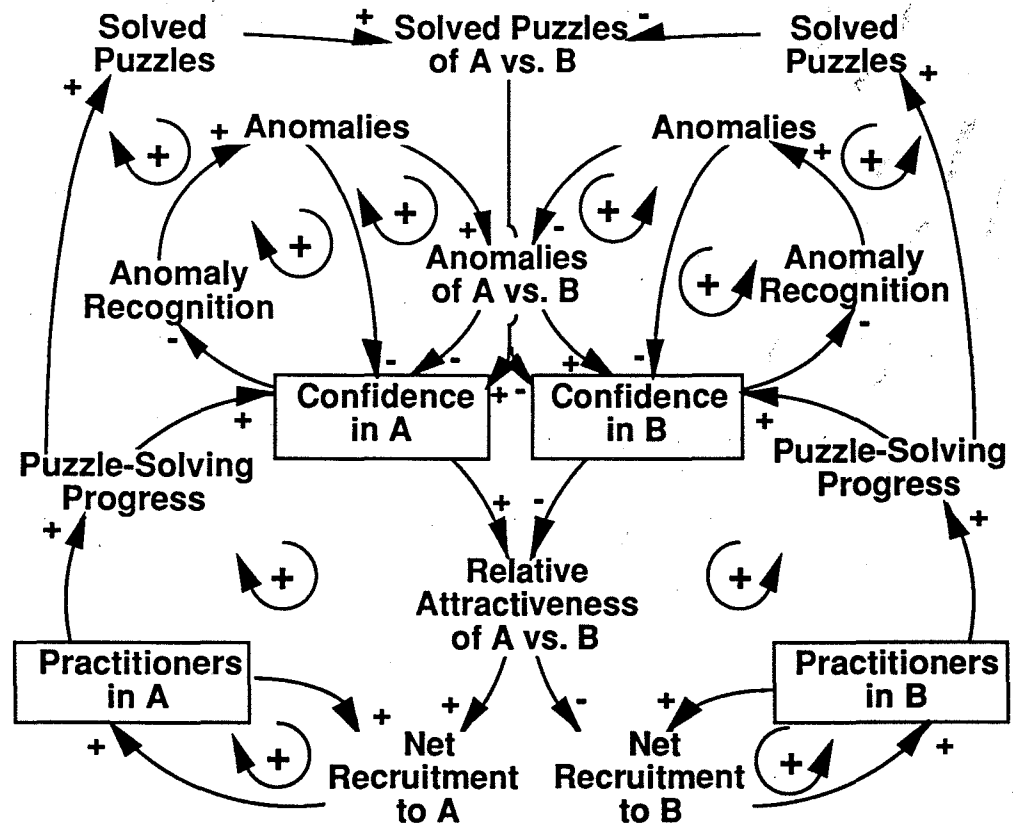 Solved
Puzzles
+
Solved Puzzles
of A vs. B
-
Solved
Puzzles
+
+
+
Anomalies
+
Anomalies
+
+
+
+
+
+
-
Anomalies
of A vs. B
Anomaly
Recognition
+
+
Anomaly
Recognition
-
-
-
-
+
-
+
-
Confidence
in A
Confidence
in B
+
+
Puzzle-Solving
Progress
Puzzle-Solving
Progress
+
-
+
+
+
+
Relative
Attractiveness
of A vs. B
Practitioners
in A
Practitioners
in B
+
+
-
+
+
+
Net
Recruitment
to A
Net
Recruitment
to B
+
+